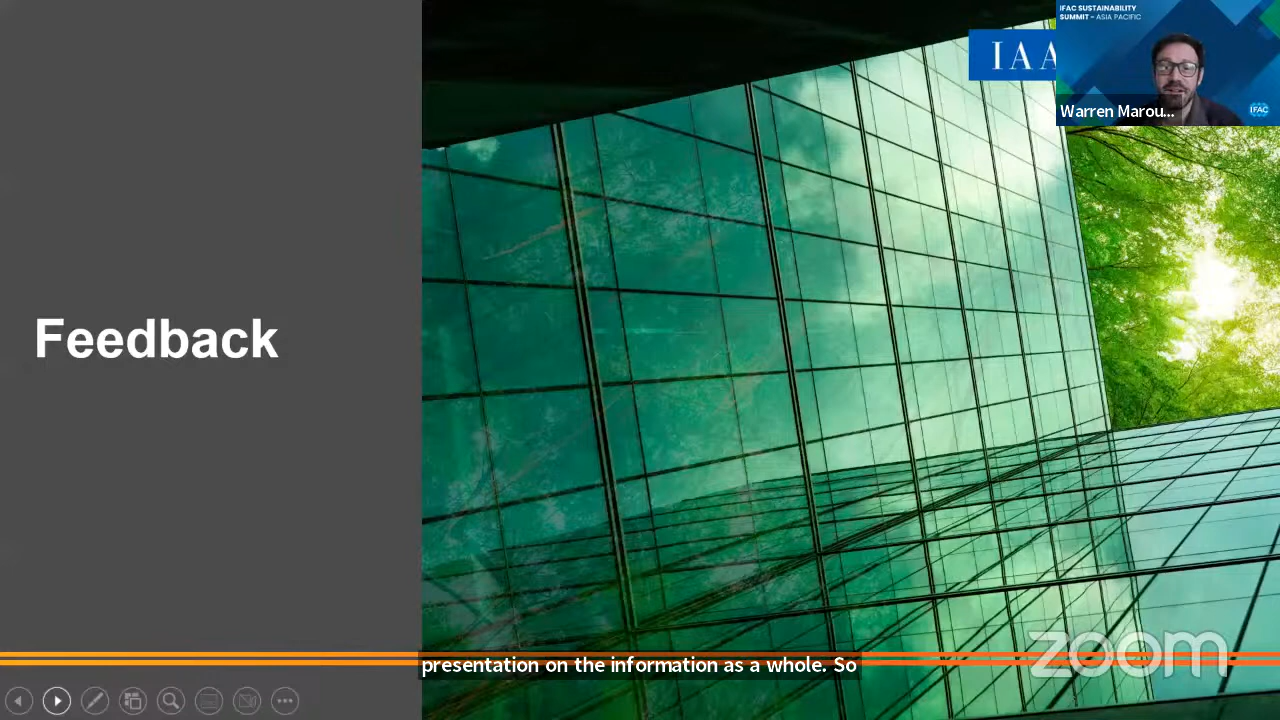 IFAC SUSTAINABILITY
SUMMIT - ASIA PACIFIC
IAA
Warren Marou...
IFAC
Feedback
zoom
presentation on the information as a whole. So